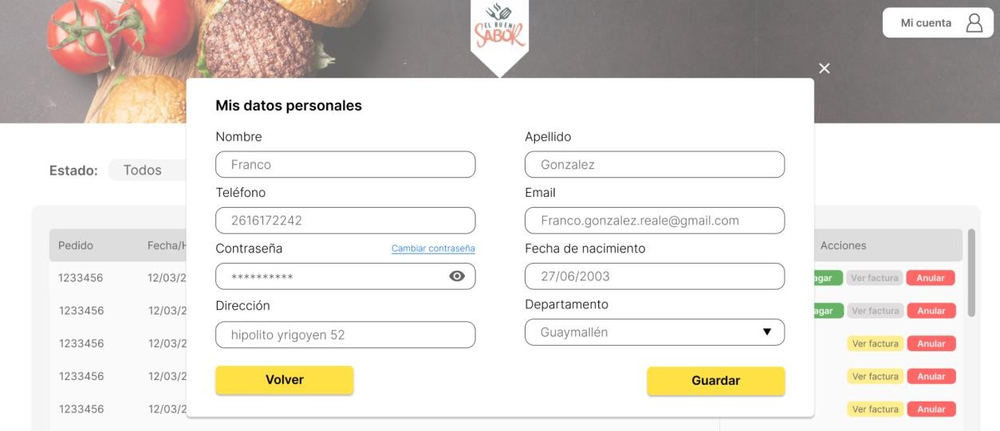 EL BUEN
SABOR
Mi cuenta
Mis datos personales
Nombre
Apellido
Franco
Gonzalez
Teléfono
Email
2616172242
Franco.gonzalez.reale@gmail.com
Contraseña
Cambiar contraseña
Fecha de nacimiento
**********
27/06/2003
Dirección
Departamento
hipolito yrigoyen 52
Guaymallén
Volver
Guardar
Estado:
Todos
Pedido
Fecha/H
Acciones
1233456
12/03/2
agar
Ver factura
Anular
1233456
12/03/2
agar
Ver factura
Anular
1233456
12/03/2
Ver factura
Anular
1233456
12/03/2
Ver factura
Anular
1233456
12/03/2
Ver factura
Anular